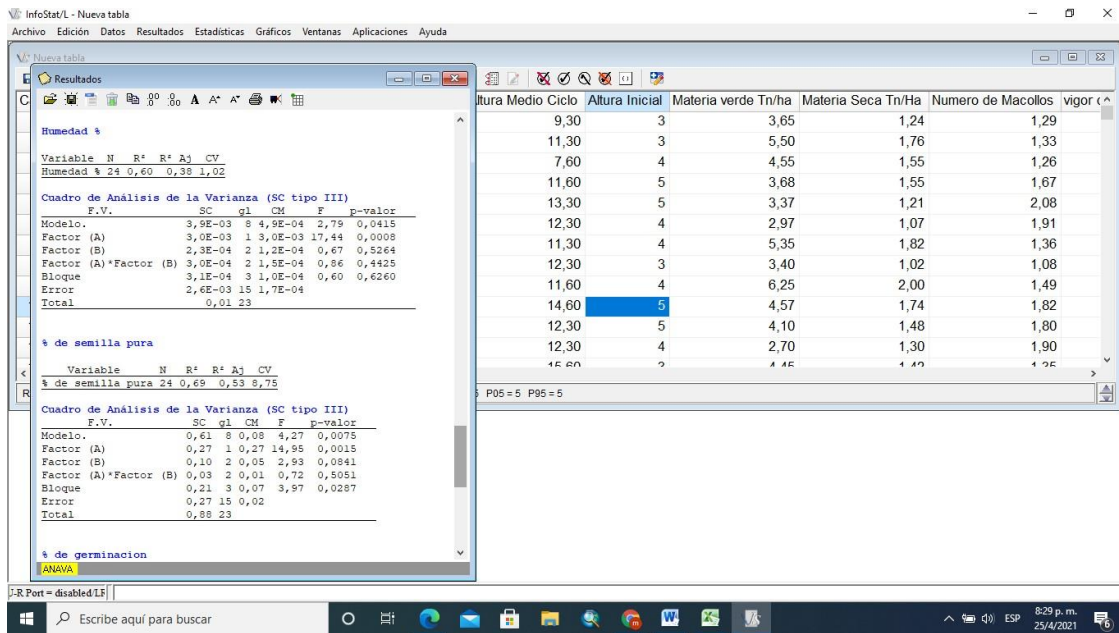 InfoStat/L - Nueva tabla
Archivo Edición Datos Resultados Estadísticas Gráficos Ventanas Aplicaciones Ayuda
Nueva tabla
Resultados
Humedad %
Variable N R² R² Aj CV
Humedad % 24 0,60 0,38 1,02
Cuadro de Análisis de la Varianza (SC tipo III)
F.V. SC gl CM F p-valor
Modelo. 3,9E-03 8 4,9E-04 2,79 0,0415
Factor (A) 3,0E-03 1 3,0E-03 17,44 0,0008
Factor (B) 2,3E-04 2 1,2E-04 0,67 0,5264
Factor (A)*Factor (B) 3,0E-04 2 1,5E-04 0,86 0,4425
Bloque 3,1E-04 3 1,0E-04 0,60 0,6260
Error 2,6E-03 15 1,7E-04
Total 0,01 23
% de semilla pura
Variable N R² R² Aj CV
% de semilla pura 24 0,69 0,53 8,75
Cuadro de Análisis de la Varianza (SC tipo III)
F.V. SC gl CM F p-valor
Modelo. 0,61 8 0,08 4,27 0,0075
Factor (A) 0,27 1 0,27 14,95 0,0015
Factor (B) 0,10 2 0,05 2,93 0,0841
Factor (A)*Factor (B) 0,03 2 0,01 0,72 0,5051
Bloque 0,21 3 0,07 3,97 0,0287
Error 0,27 15 0,02
Total 0,88 23
% de germinacion
ANAVA
ltura Medio Ciclo Altura Inicial Materia verde Tn/ha Materia Seca Tn/Ha Numero de Macollos vigor (
9,30 3 3,65 1,24 1,29
11,30 3 5,50 1,76 1,33
7,60 4 4,55 1,55 1,26
11,60 5 3,68 1,55 1,67
13,30 5 3,37 1,21 2,08
12,30 4 2,97 1,07 1,91
11,30 4 5,35 1,82 1,36
12,30 3 3,40 1,02 1,08
11,60 4 6,25 2,00 1,49
14,60 5 4,57 1,74 1,82
12,30 5 4,10 1,48 1,80
12,30 4 2,70 1,30 1,90
15,60 3 4,45 1,42 1,35
P05 = 5 P95 = 5
J-R Port = disabled/LF
Escribe aquí para buscar
ESP
8:29 p. m.
25/4/2021
6